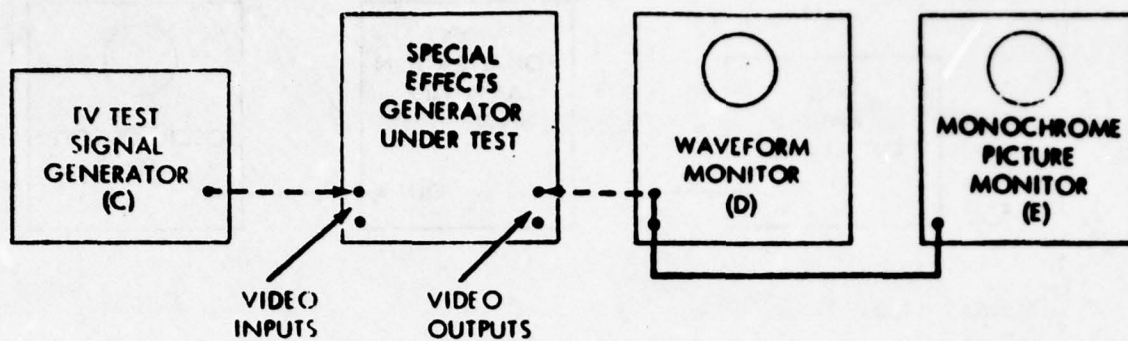 TV TEST
SIGNAL
GENERATOR
(C)
SPECIAL
EFFECTS
GENERATOR
UNDER TEST
WAVEFORM
MONITOR
(D)
MONOCHROME
PICTURE
MONITOR
(E)
VIDEO
INPUTS
VIDEO
OUTPUTS